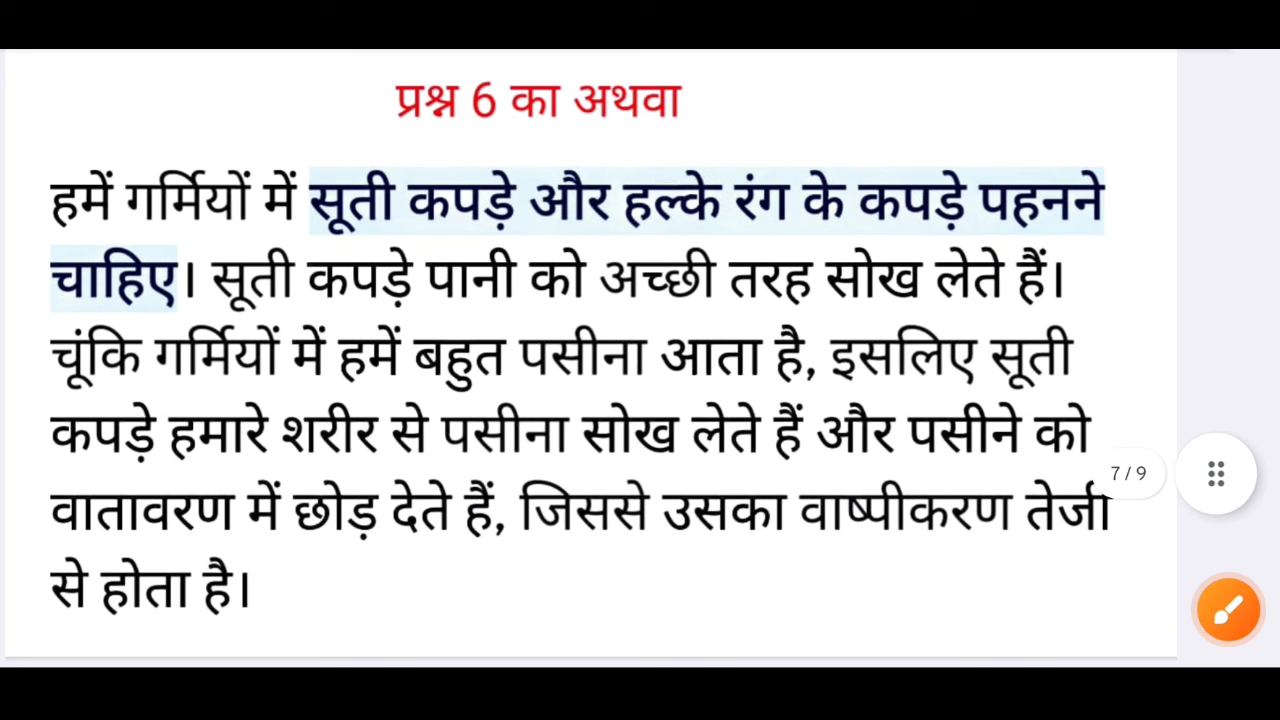 प्रश्न 6 का अथवा
हमें गर्मियों में सूती कपड़े और हल्के रंग के कपड़े पहनने
चाहिए। सूती कपड़े पानी को अच्छी तरह सोख लेते हैं।
चूंकि गर्मियों में हमें बहुत पसीना आता है, इसलिए सूती
कपड़े हमारे शरीर से पसीना सोख लेते हैं और पसीने को
7 / 9
वातावरण में छोड़ देते हैं, जिससे उसका वाष्पीकरण तेजी
से होता है।